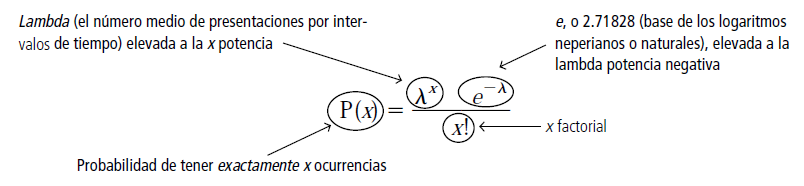 Lambda (el número medio de presentaciones por inter-
valos de tiempo) elevada a la x potencia
e, o 2.71828 (base de los logaritmos
neperianos o naturales), elevada a la
lambda potencia negativa
P(x) = λ^x e^−λ
x!
x factorial
Probabilidad de tener exactamente x ocurrencias